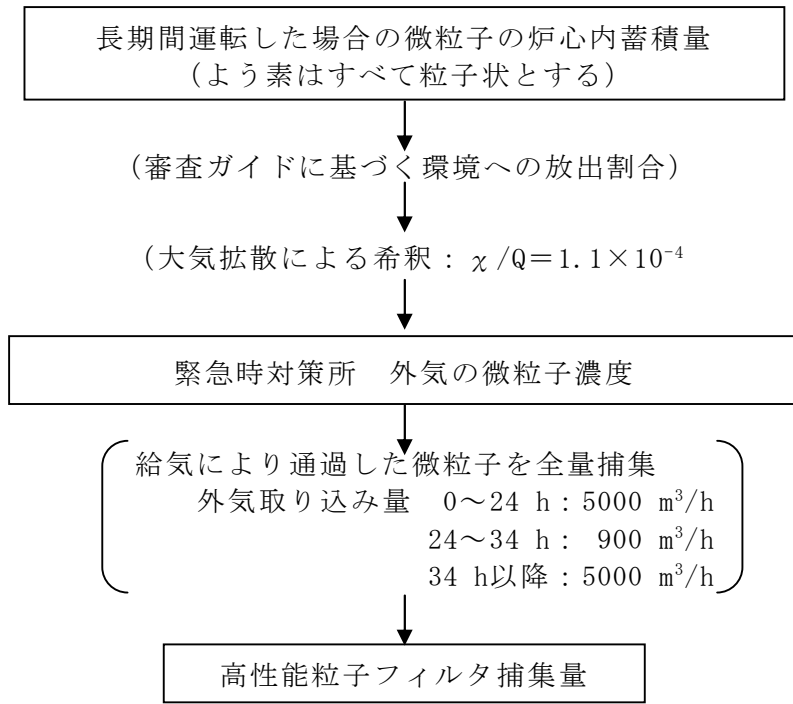 長期間運転した場合の微粒子の炉心内蓄積量
(よう素はすべて粒子状とする)
(審査ガイドに基づく環境への放出割合)
(大気拡散による希釈：χ/Q＝1.1×10⁻⁴
緊急時対策所　外気の微粒子濃度
給気により通過した微粒子を全量捕集
外気取り込み量　0～24 h：5000 m³/h
24～34 h： 900 m³/h
34 h以降：5000 m³/h
高性能粒子フィルタ捕集量